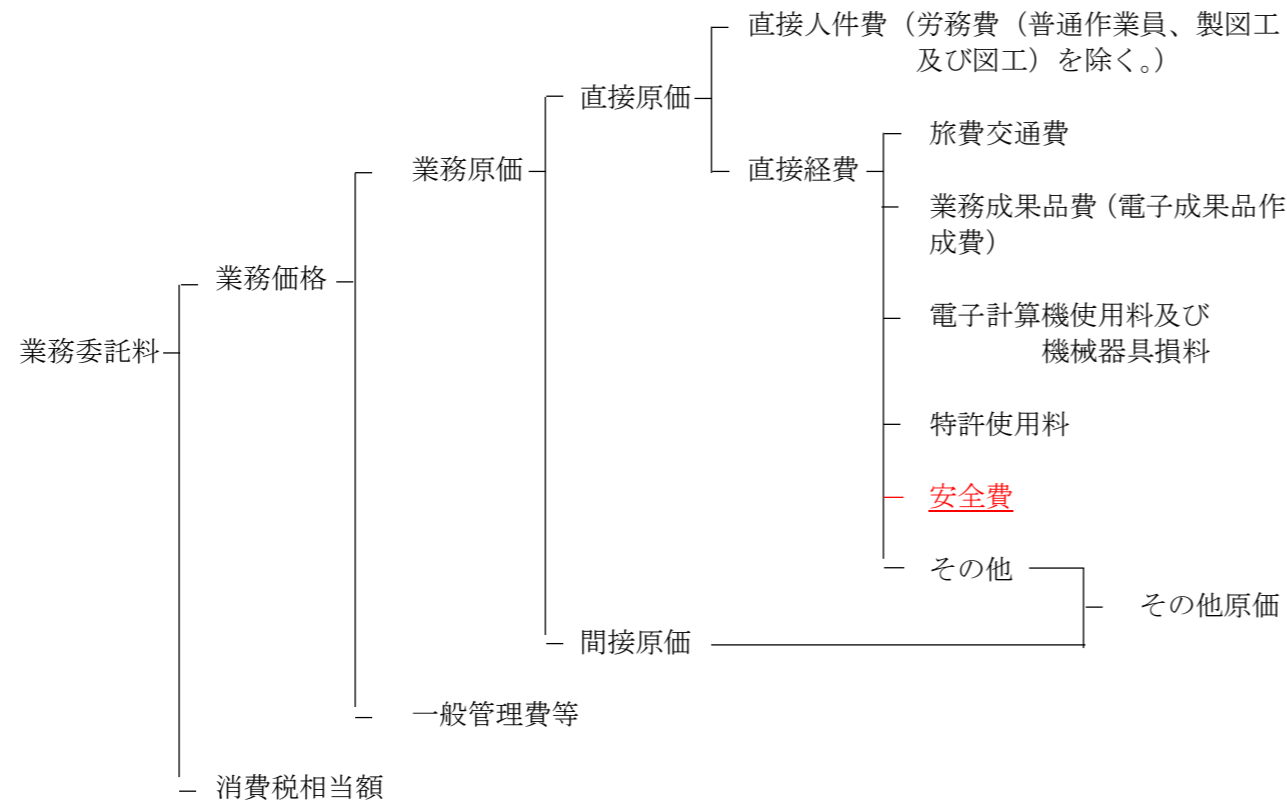 直接人件費（労務費（普通作業員、製図工
及び図工）を除く。）
直接原価
旅費交通費
業務原価
直接経費
業務成果品費（電子成果品作
成費）
業務価格
電子計算機使用料及び
機械器具損料
業務委託料
特許使用料
安全費
その他
その他原価
間接原価
一般管理費等
消費税相当額